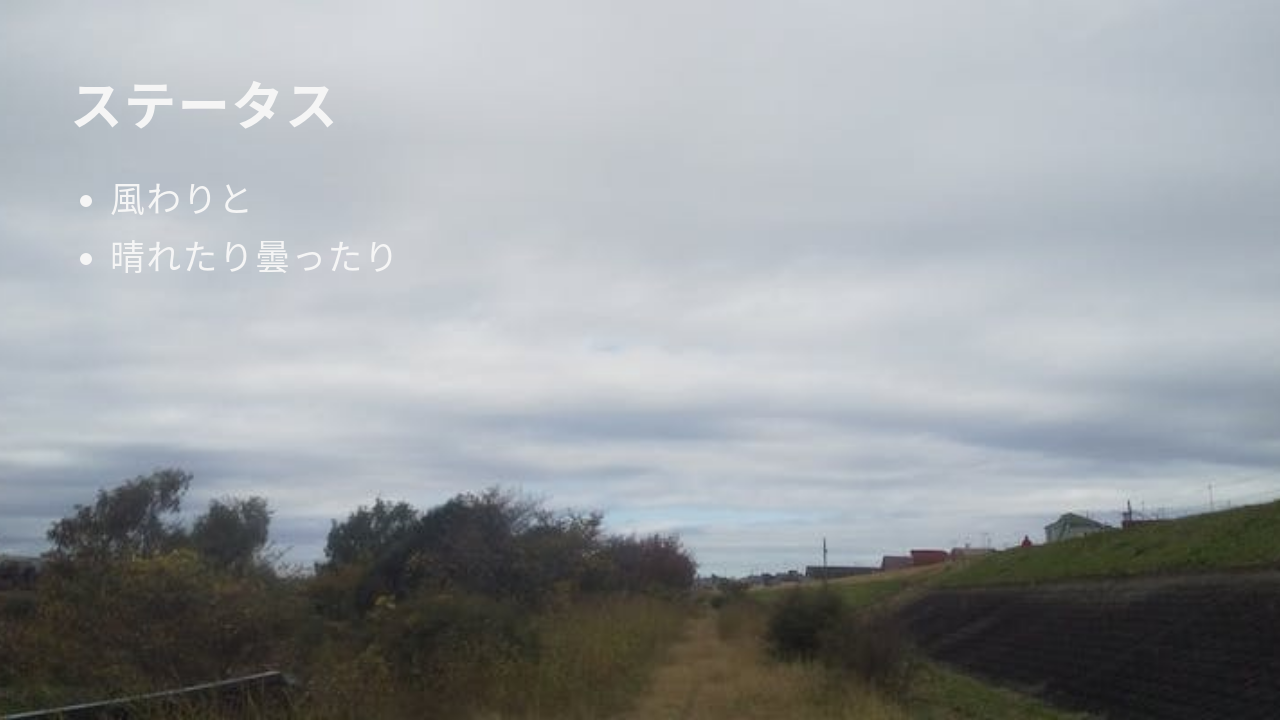 ステータス
• 風わりと
• 晴れたり曇ったり